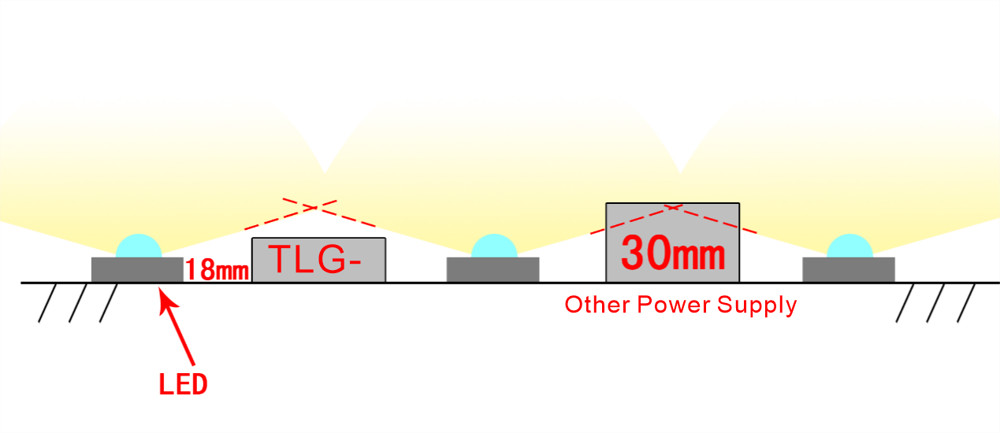 TLG-
30mm
18mm
Other Power Supply
LED